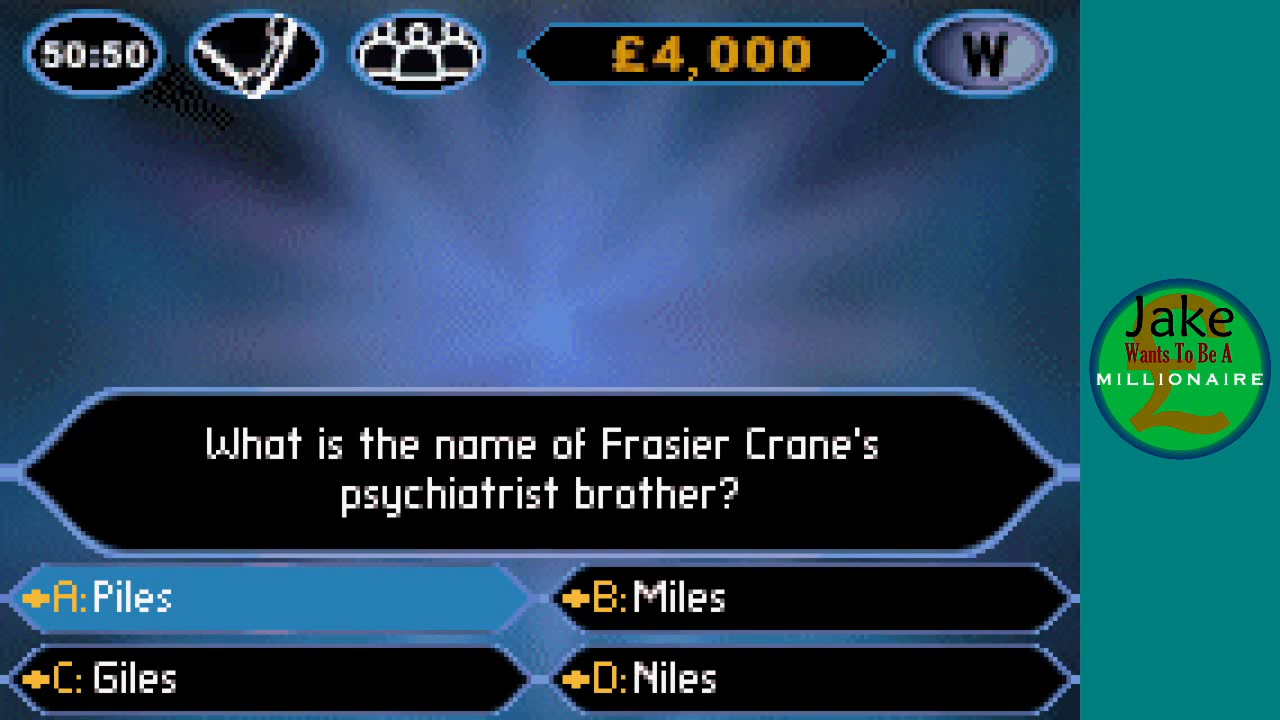 50:50
£4,000
W
What is the name of Frasier Crane's
psychiatrist brother?
A: Piles
B: Miles
C: Giles
D: Niles
Jake
Wants To Be A
MILLIONAIRE
£